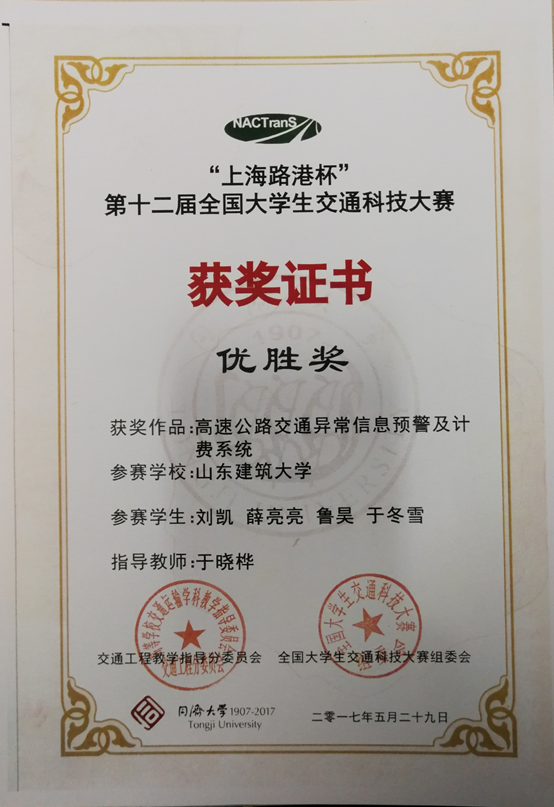 NACTranS
“上海路港杯”
第十二届全国大学生交通科技大赛
获奖证书
1907
优胜奖
获奖作品:高速公路交通异常信息预警及计
费系统
参赛学校:山东建筑大学
参赛学生:刘凯 薛亮亮 鲁昊 于冬雪
指导教师:于晓桦
交通工程教学指导分委员会 全国大学生交通科技大赛组委会
同济大学 1907-2017
Tongji University
二零一七年五月二十九日